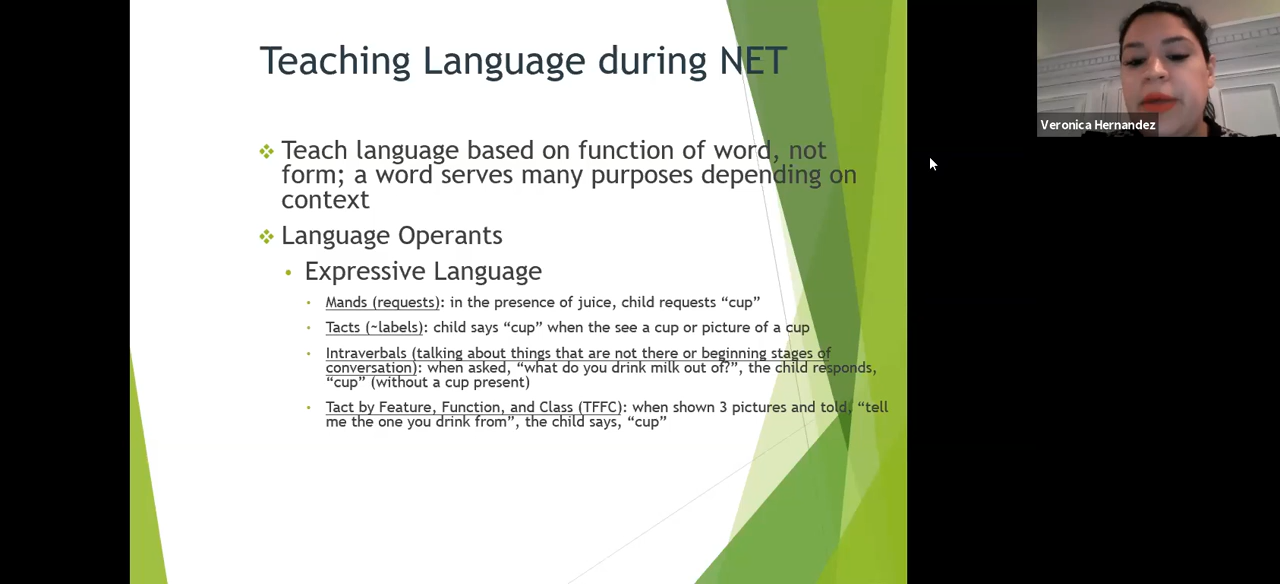 Teaching Language during NET
Veronica Hernandez
❖ Teach language based on function of word, not
form; a word serves many purposes depending on
context
❖ Language Operants
• Expressive Language
• Mands (requests): in the presence of juice, child requests “cup”
• Tacts (~labels): child says “cup” when the see a cup or picture of a cup
• Intraverbals (talking about things that are not there or beginning stages of
conversation): when asked, “what do you drink milk out of?”, the child responds,
“cup” (without a cup present)
• Tact by Feature, Function, and Class (TFFC): when shown 3 pictures and told, “tell
me the one you drink from”, the child says, “cup”